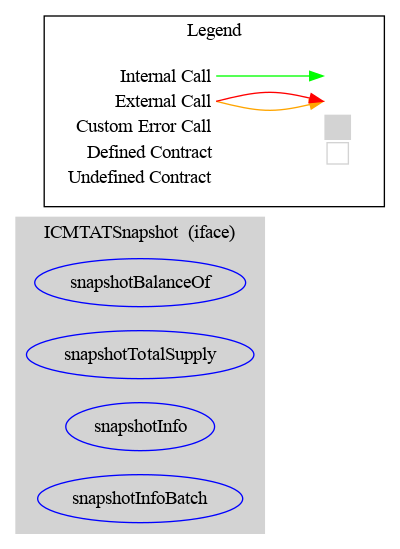 Legend
Internal Call
External Call
Custom Error Call
Defined Contract
Undefined Contract
ICMTATSnapshot (iface)
snapshotBalanceOf
snapshotTotalSupply
snapshotInfo
snapshotInfoBatch